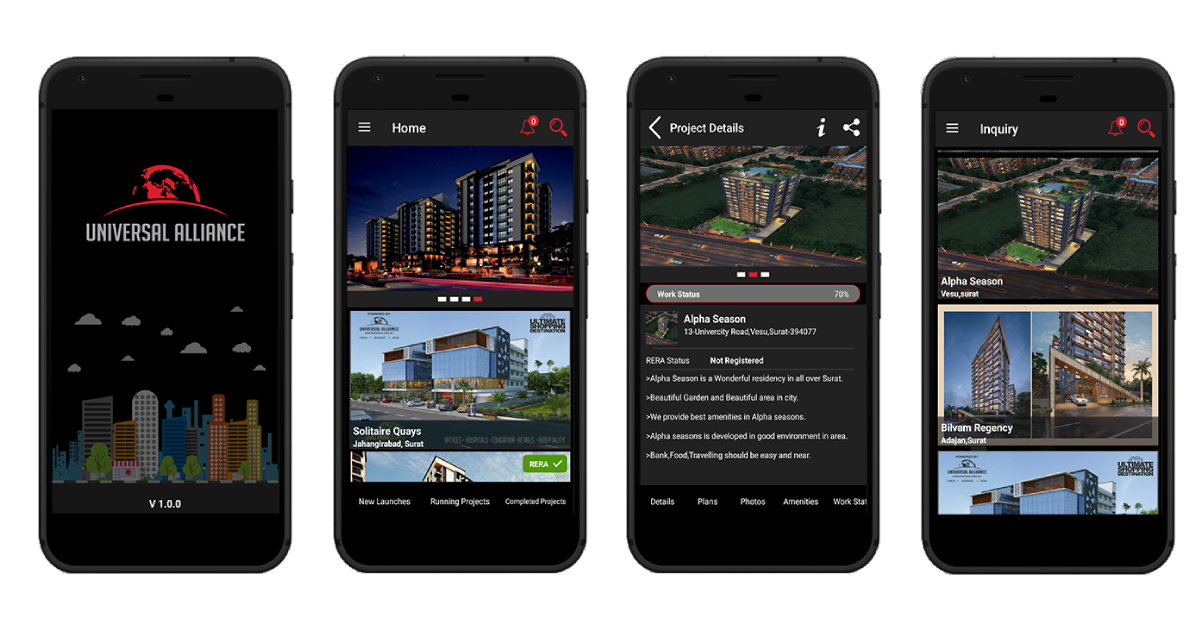 UNIVERSAL ALLIANCE
V 1.0.0
Home
0
POWERED BY
UNIVERSAL ALLIANCE
ULTIMATE
SHOPPING
DESTINATION
Solitaire Quays
Jahangirabad, Surat
OFFICES • HOSPITALS • EDUCATION • RETAILS • HOSPITALITY
RERA
New Launches
Running Projects
Completed Projects
Project Details
i
Work Status
70%
Alpha Season
13-Univercity Road,Vesu,Surat-394077
RERA Status
Not Registered
>Alpha Season is a Wonderful residency in all over Surat.
>Beautiful Garden and Beautiful area in city.
>We provide best amenities in Alpha seasons.
>Alpha seasons is developed in good environment in area.
>Bank,Food,Travelling should be easy and near.
Details
Plans
Photos
Amenities
Work Stat
Inquiry
0
Alpha Season
Vesu,surat
Bilvam Regency
Adajan,Surat
POWERED BY
UNIVERSAL ALLIANCE
ULTIMATE
SHOPPING
DESTINATION